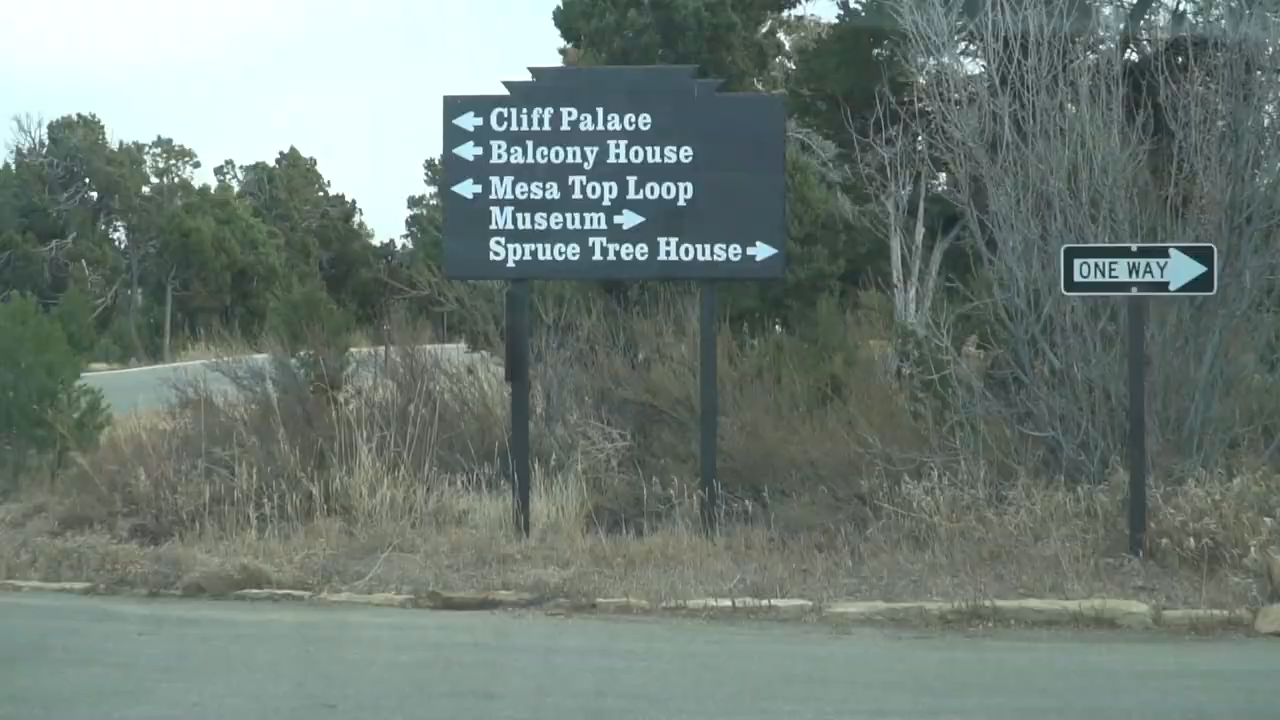 Cliff Palace
Balcony House
Mesa Top Loop
Museum
Spruce Tree House
ONE WAY